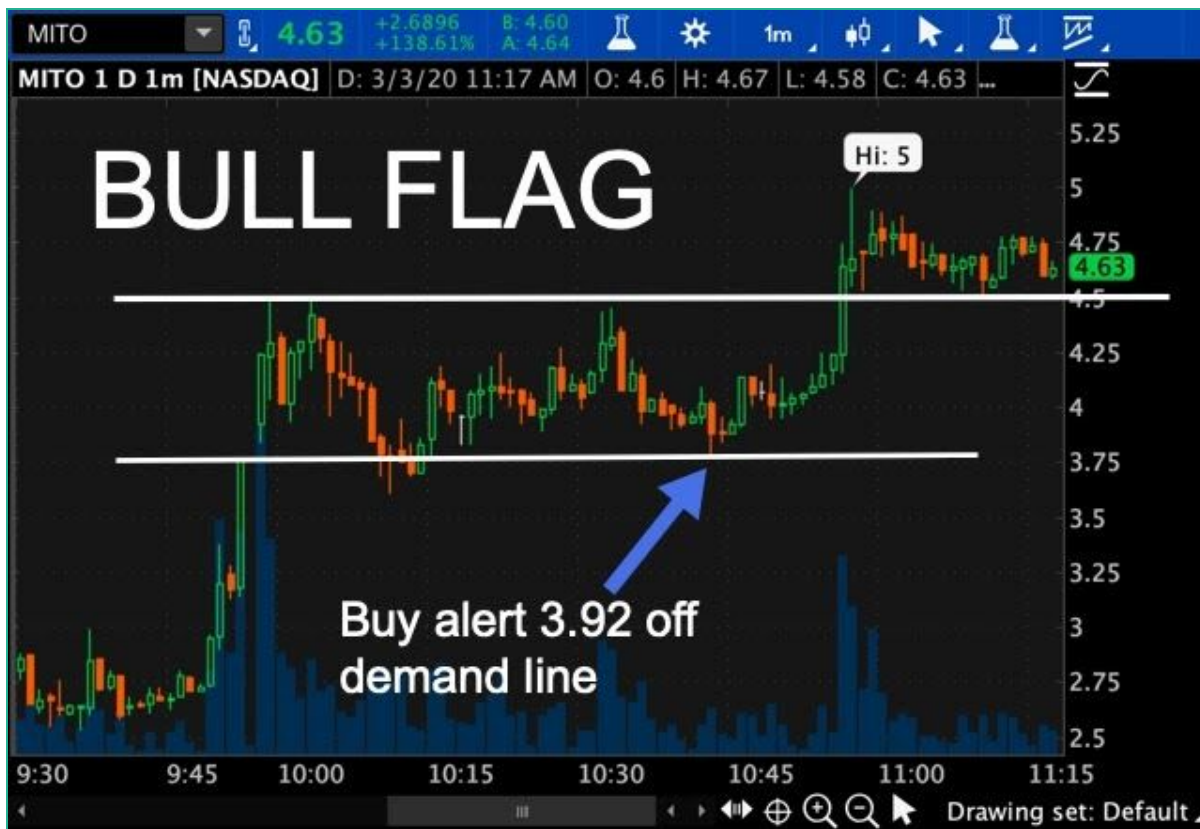 MITO 4.63 +2.6896 B: 4.60 1m
+138.61% A: 4.64
MITO 1 D 1m [NASDAQ] D: 3/3/20 11:17 AM O: 4.6 H: 4.67 L: 4.58 C: 4.63 ...
BULL FLAG
Hi: 5
5.25
5
4.75
4.63
4.5
4.25
4
3.75
3.5
3.25
3
2.75
2.5
Buy alert 3.92 off
demand line
9:30 9:45 10:00 10:15 10:30 10:45 11:00 11:15
Drawing set: Default